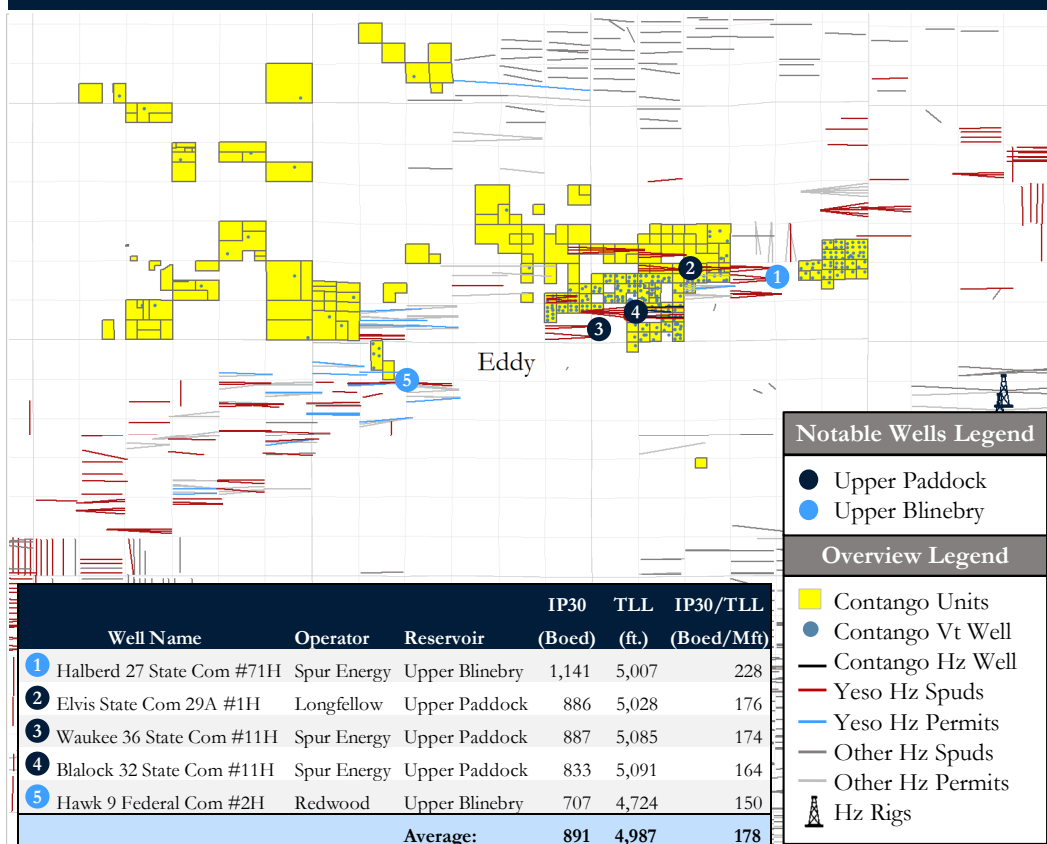 2
1
4
3
Eddy
5
Notable Wells Legend
Upper Paddock
Upper Blinebry
Overview Legend
Contango Units
Contango Vt Well
Contango Hz Well
Yeso Hz Spuds
Yeso Hz Permits
Other Hz Spuds
Other Hz Permits
Hz Rigs
IP30 TLL IP30/TLL
Well Name Operator Reservoir (Boed) (ft.) (Boed/Mft)
1 Halberd 27 State Com #71H Spur Energy Upper Blinebry 1,141 5,007 228
2 Elvis State Com 29A #1H Longfellow Upper Paddock 886 5,028 176
3 Waukee 36 State Com #11H Spur Energy Upper Paddock 887 5,085 174
4 Blalock 32 State Com #11H Spur Energy Upper Paddock 833 5,091 164
5 Hawk 9 Federal Com #2H Redwood Upper Blinebry 707 4,724 150
Average: 891 4,987 178